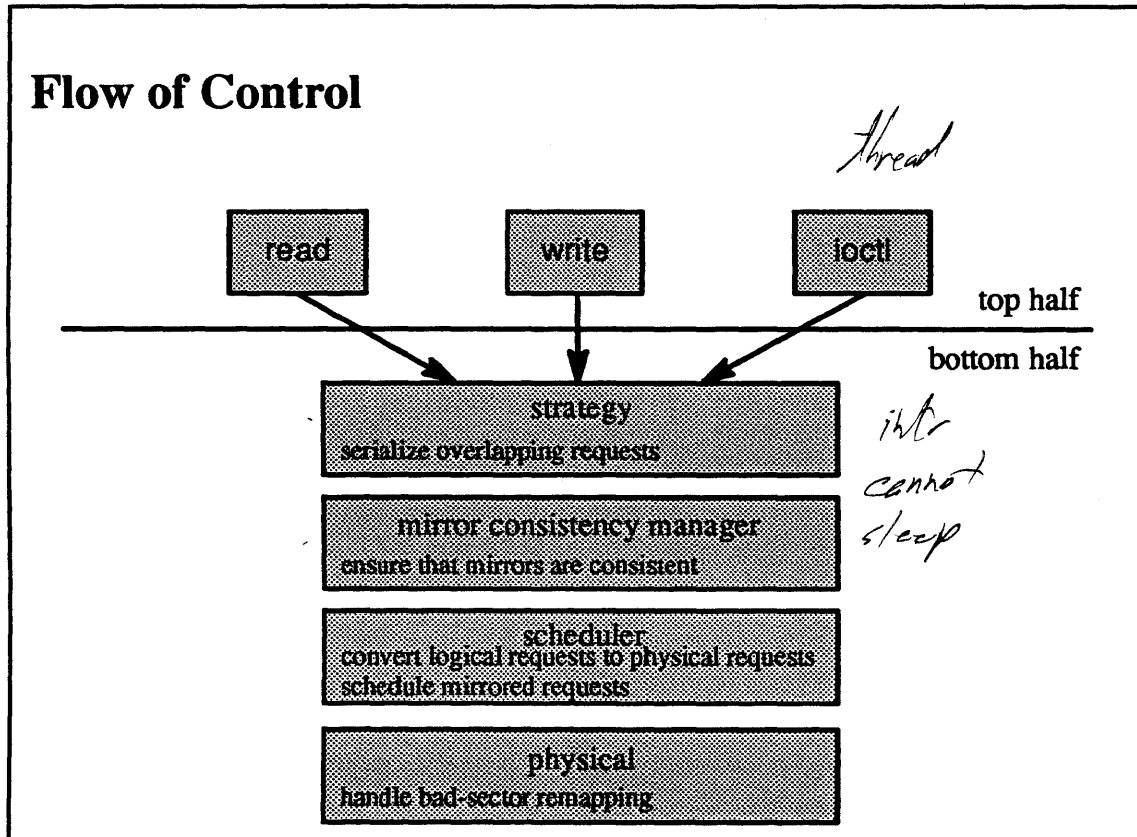 Flow of Control
thread
read
write
ioctl
top half
bottom half
strategy
serialize overlapping requests
intr
cannot
sleep
mirror consistency manager
ensure that mirrors are consistent
scheduler
convert logical requests to physical requests
schedule mirrored requests
physical
handle bad-sector remapping